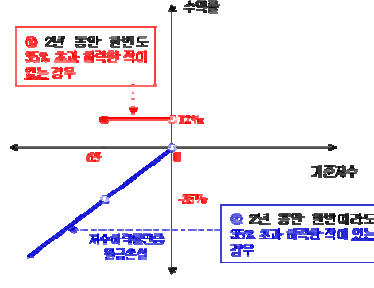 수익률
① 2년 동안 한번도
35% 초과 하락한 적이
있는 경우
12%
0
기준지수
-35%
② 2년 동안 한번이라도
35% 초과 하락한 적이 있는
경우
지수하락률만큼
원금손실